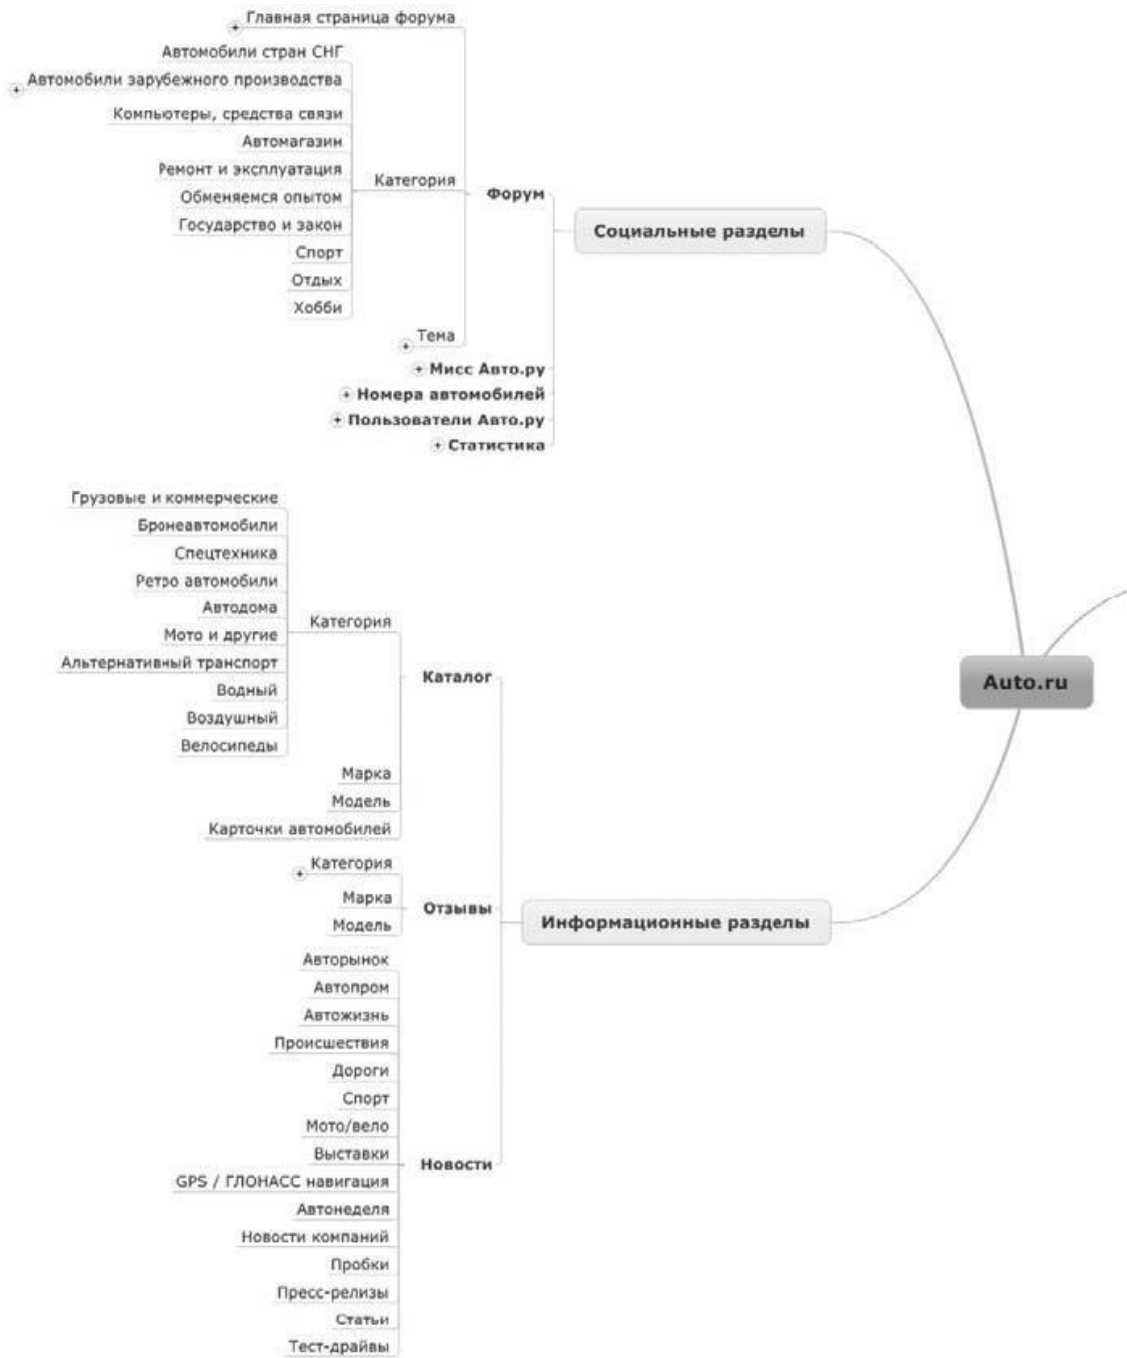 Главная страница форума
Автомобили стран СНГ
Автомобили зарубежного производства
Компьютеры, средства связи
Автомагазин
Ремонт и эксплуатация
Обменяемся опытом
Государство и закон
Спорт
Отдых
Хобби
Категория
Тема
Форум
Мисс Авто.ру
Номера автомобилей
Пользователи Авто.ру
Статистика
Социальные разделы
Грузовые и коммерческие
Бронеавтомобили
Спецтехника
Ретро автомобили
Автодома
Мото и другие
Альтернативный транспорт
Водный
Воздушный
Велосипеды
Категория
Марка
Модель
Карточки автомобилей
Каталог
Категория
Марка
Модель
Отзывы
Авторынок
Автопром
Автожизнь
Происшествия
Дороги
Спорт
Мото/вело
Выставки
GPS / ГЛОНАСС навигация
Автонеделя
Новости компаний
Пробки
Пресс-релизы
Статьи
Тест-драйвы
Новости
Информационные разделы
Auto.ru